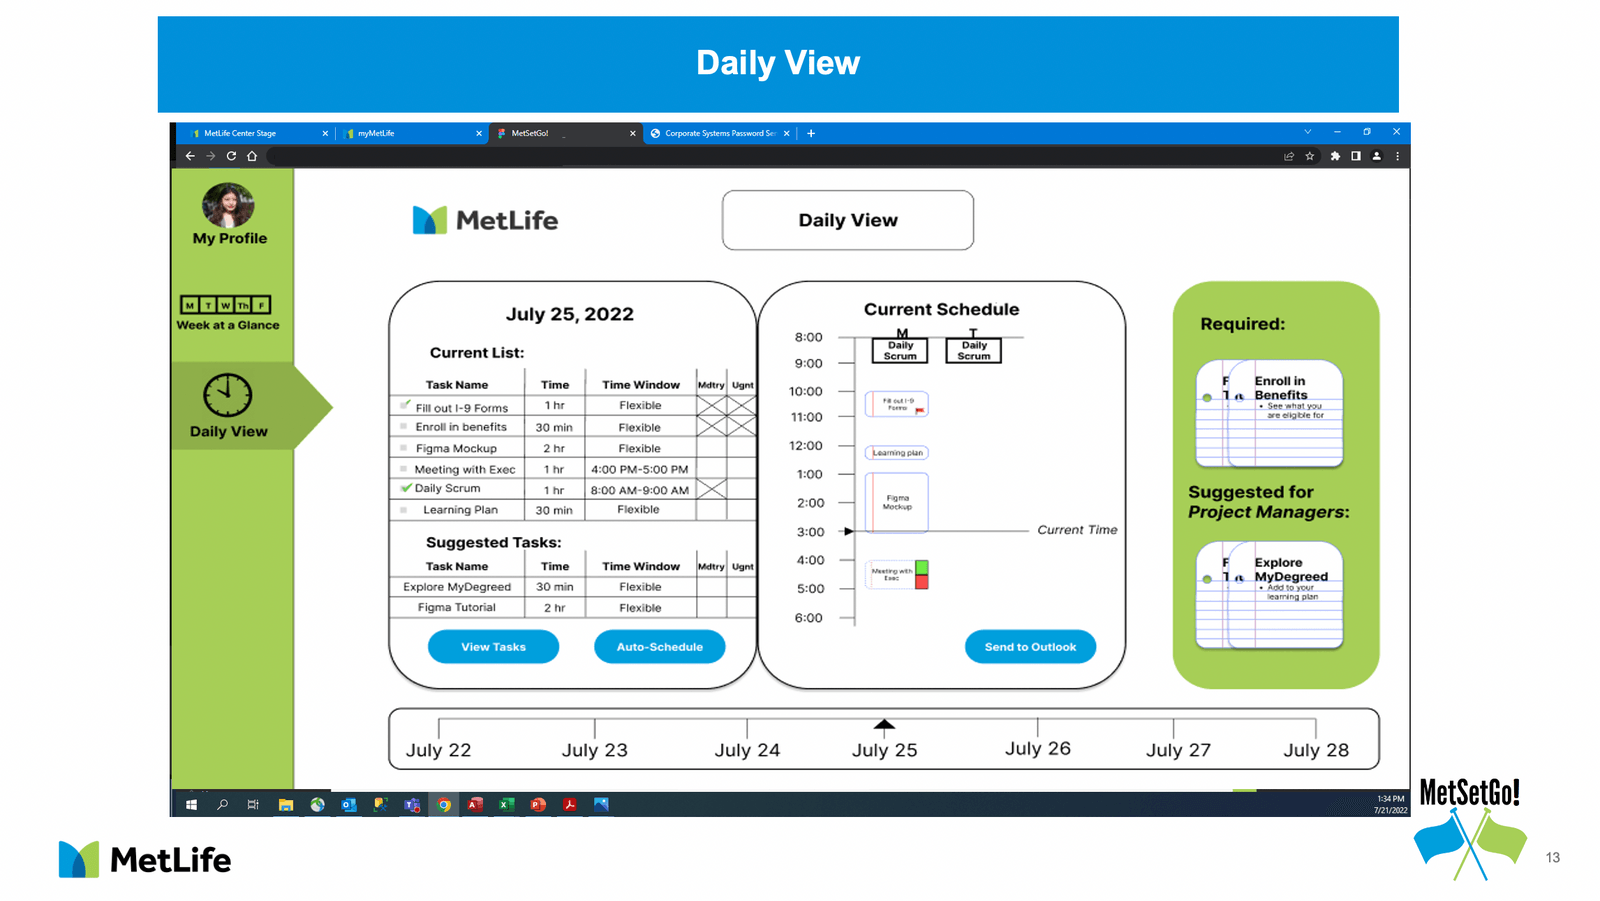 Daily View
MetLife Center Stage
myMetLife
MetSetGo!
Corporate Systems Password Ser
My Profile
M T W Th F
Week at a Glance
Daily View
MetLife
Daily View
July 25, 2022
Current List:
Task Name Time Time Window Mdtry Ugnt
Fill out I-9 Forms 1 hr Flexible
Enroll in benefits 30 min Flexible
Figma Mockup 2 hr Flexible
Meeting with Exec 1 hr 4:00 PM-5:00 PM
Daily Scrum 1 hr 8:00 AM-9:00 AM
Learning Plan 30 min Flexible
Suggested Tasks:
Task Name Time Time Window Mdtry Ugnt
Explore MyDegreed 30 min Flexible
Figma Tutorial 2 hr Flexible
View Tasks
Auto-Schedule
Current Schedule
M T
8:00
Daily Scrum
Daily Scrum
9:00
10:00
Fill out I-9
Forms
11:00
12:00
Learning plan
1:00
2:00
Figma
Mockup
3:00
Current Time
4:00
Meeting with
Exec
5:00
6:00
Send to Outlook
Required:
Enroll in
Benefits
• See what you
are eligible for
Suggested for
Project Managers:
Explore
MyDegreed
• Add to your
learning plan
July 22
July 23
July 24
July 25
July 26
July 27
July 28
1:34 PM
7/21/2022
MetSetGo!
MetLife
13